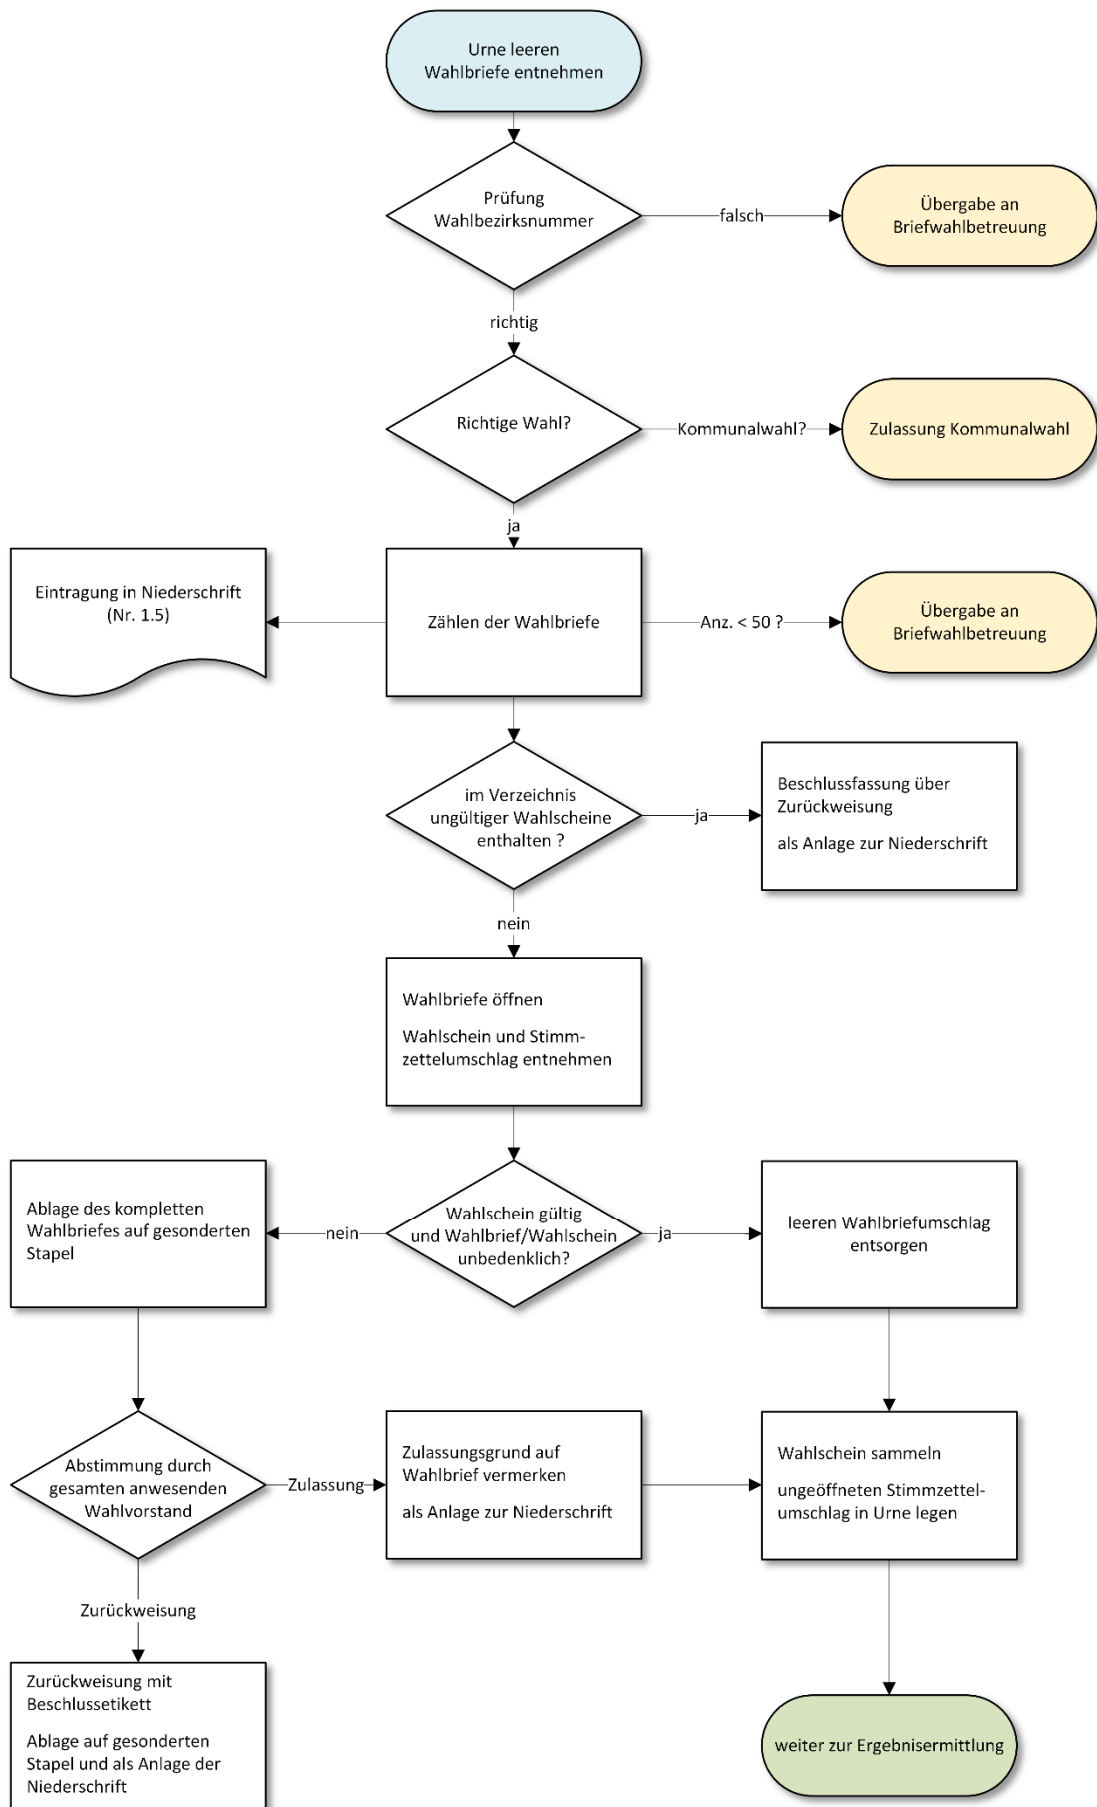 Urne leeren
Wahlbriefe entnehmen
Prüfung
Wahlbezirksnummer
falsch
Übergabe an
Briefwahlbetreuung
richtig
Richtige Wahl?
Kommunalwahl?
Zulassung Kommunalwahl
ja
Eintragung in Niederschrift
(Nr. 1.5)
Zählen der Wahlbriefe
Anz. < 50 ?
Übergabe an
Briefwahlbetreuung
im Verzeichnis
ungültiger Wahlscheine
enthalten ?
ja
Beschlussfassung über
Zurückweisung
als Anlage zur Niederschrift
nein
Wahlbriefe öffnen
Wahlschein und Stimm-
zettelumschlag entnehmen
Ablage des kompletten
Wahlbriefes auf gesonderten
Stapel
nein
Wahlschein gültig
und Wahlbrief/Wahlschein
unbedenklich?
ja
leeren Wahlbriefumschlag
entsorgen
Abstimmung durch
gesamten anwesenden
Wahlvorstand
Zulassung
Zulassungsgrund auf
Wahlbrief vermerken
als Anlage zur Niederschrift
Wahlschein sammeln
ungeöffneten Stimmzettel-
umschlag in Urne legen
Zurückweisung
Zurückweisung mit
Beschlussetikett
Ablage auf gesonderten
Stapel und als Anlage der
Niederschrift
weiter zur Ergebnisermittlung